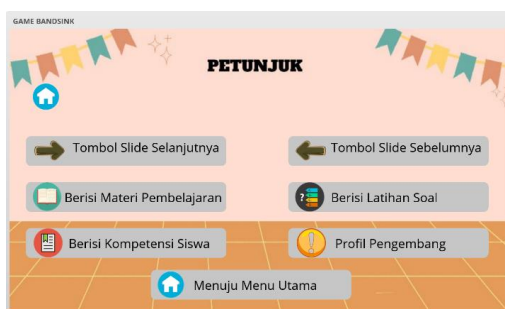 GAME BANDSINK
PETUNJUK
Tombol Slide Selanjutnya
Tombol Slide Sebelumnya
Berisi Materi Pembelajaran
Berisi Latihan Soal
Berisi Kompetensi Siswa
Profil Pengembang
Menuju Menu Utama